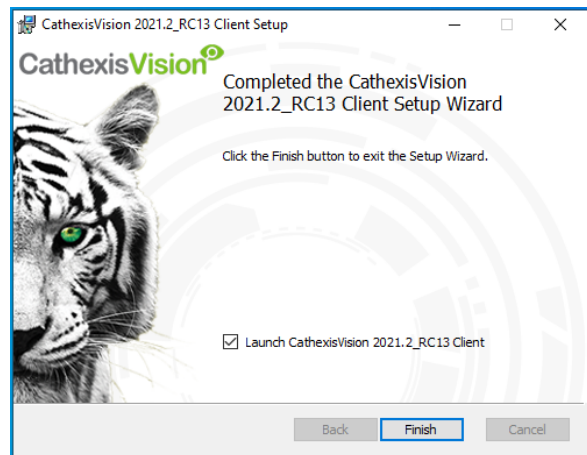 CathexisVision 2021.2_RC13 Client Setup
CathexisVision
Completed the CathexisVision
2021.2_RC13 Client Setup Wizard
Click the Finish button to exit the Setup Wizard.
Launch CathexisVision 2021.2_RC13 Client
Back Finish Cancel